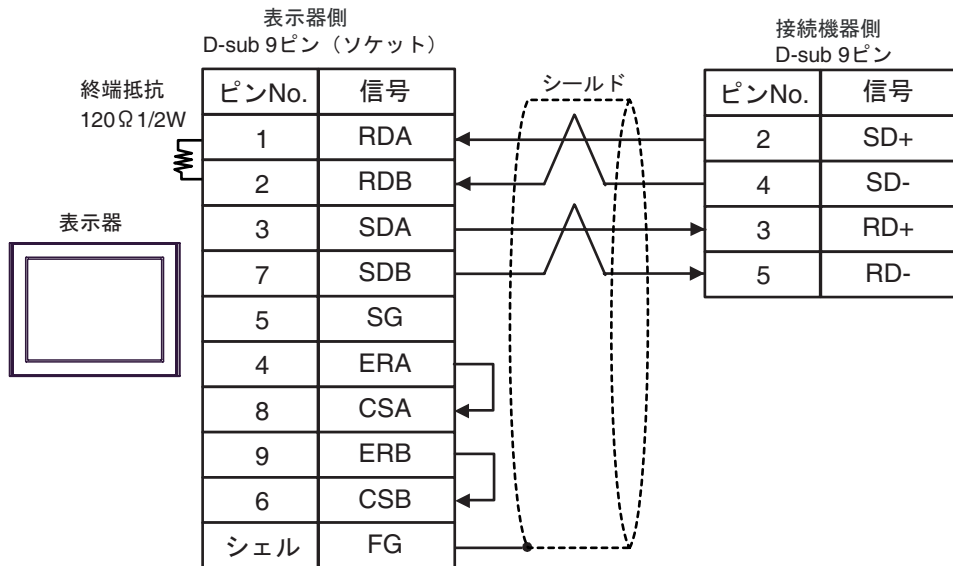 表示器側
D-sub 9ピン（ソケット）
接続機器側
D-sub 9ピン
終端抵抗
120Ω1/2W
シールド
表示器
ピンNo. 信号
1 RDA
2 RDB
3 SDA
7 SDB
5 SG
4 ERA
8 CSA
9 ERB
6 CSB
シェル FG
ピンNo. 信号
2 SD+
4 SD-
3 RD+
5 RD-